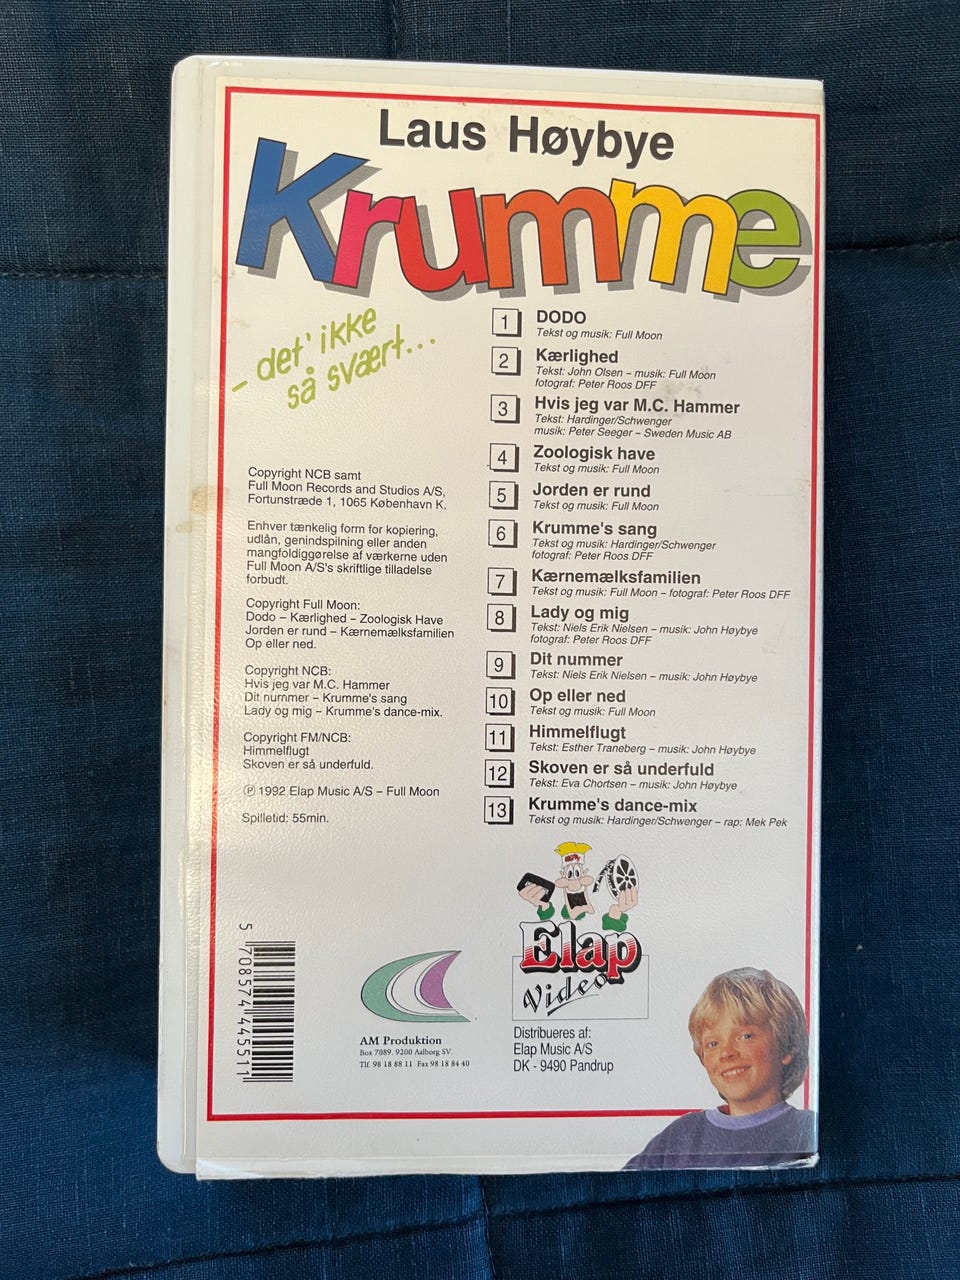 Laus Høybye
Krumme
– det' ikke
så svært...
1 DODO
Tekst og musik: Full Moon
2 Kærlighed
Tekst: John Olsen – musik: Full Moon
fotograf: Peter Roos DFF
3 Hvis jeg var M.C. Hammer
Tekst: Hardinger/Schwenger
musik: Peter Seeger – Sweden Music AB
4 Zoologisk have
Tekst og musik: Full Moon
5 Jorden er rund
Tekst og musik: Full Moon
6 Krumme's sang
Tekst og musik: Hardinger/Schwenger
fotograf: Peter Roos DFF
7 Kærnemælksfamilien
Tekst og musik: Full Moon – fotograf: Peter Roos DFF
8 Lady og mig
Tekst: Niels Erik Nielsen – musik: John Høybye
fotograf: Peter Roos DFF
9 Dit nummer
Tekst: Niels Erik Nielsen – musik: John Høybye
10 Op eller ned
Tekst og musik: Full Moon
11 Himmelflugt
Tekst: Esther Traneberg – musik: John Høybye
12 Skoven er så underfuld
Tekst: Eva Chortsen – musik: John Høybye
13 Krumme's dance-mix
Tekst og musik: Hardinger/Schwenger – rap: Mek Pek
Copyright NCB samt
Full Moon Records and Studios A/S,
Fortunstræde 1, 1065 København K.
Enhver tænkelig form for kopiering,
udlån, genindspilning eller anden
mangfoldiggørelse af værkerne uden
Full Moon A/S's skriftlige tilladelse
forbudt.
Copyright Full Moon:
Dodo – Kærlighed – Zoologisk Have
Jorden er rund – Kærnemælksfamilien
Op eller ned.
Copyright NCB:
Hvis jeg var M.C. Hammer
Dit nummer – Krumme's sang
Lady og mig – Krumme's dance-mix.
Copyright FM/NCB:
Himmelflugt
Skoven er så underfuld.
℗ 1992 Elap Music A/S – Full Moon
Spilletid: 55min.
5 708574 445511
AM Produktion
Box 7089. 9200 Aalborg SV.
Tlf. 98 18 88 11 Fax 98 18 84 40
Elap
Video
Distribueres af:
Elap Music A/S
DK - 9490 Pandrup